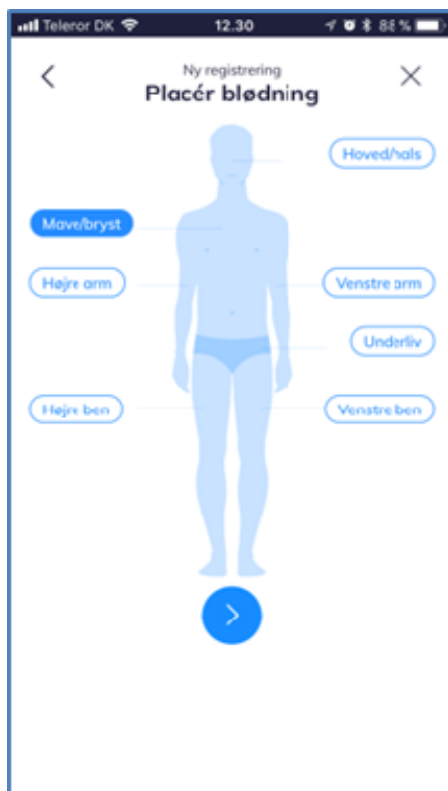 Telenor DK 12.30 88 %
Ny registrering
Placér blødning
Hoved/hals
Mave/bryst
Højre arm
Venstre arm
Underliv
Højre ben
Venstre ben